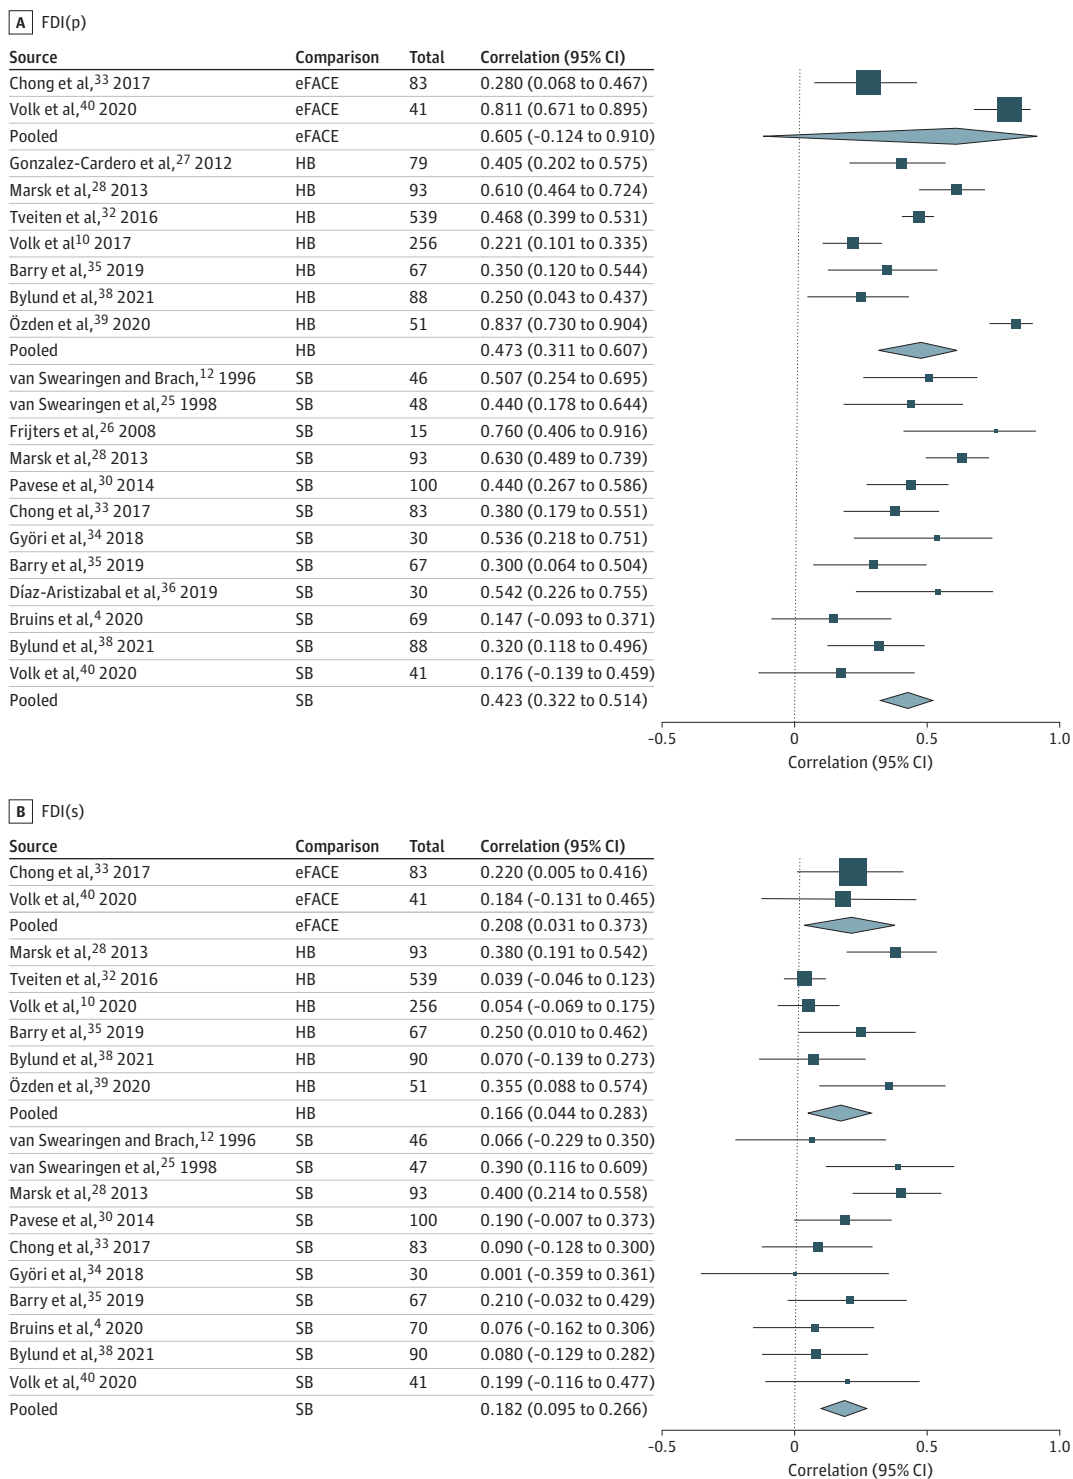 A FDI(p)
Source Comparison Total Correlation (95% CI)
Chong et al,33 2017 eFACE 83 0.280 (0.068 to 0.467)
Volk et al,40 2020 eFACE 41 0.811 (0.671 to 0.895)
Pooled eFACE 0.605 (-0.124 to 0.910)
Gonzalez-Cardero et al,27 2012 HB 79 0.405 (0.202 to 0.575)
Marsk et al,28 2013 HB 93 0.610 (0.464 to 0.724)
Tveiten et al,32 2016 HB 539 0.468 (0.399 to 0.531)
Volk et al10 2017 HB 256 0.221 (0.101 to 0.335)
Barry et al,35 2019 HB 67 0.350 (0.120 to 0.544)
Bylund et al,38 2021 HB 88 0.250 (0.043 to 0.437)
Özden et al,39 2020 HB 51 0.837 (0.730 to 0.904)
Pooled HB 0.473 (0.311 to 0.607)
van Swearingen and Brach,12 1996 SB 46 0.507 (0.254 to 0.695)
van Swearingen et al,25 1998 SB 48 0.440 (0.178 to 0.644)
Frijters et al,26 2008 SB 15 0.760 (0.406 to 0.916)
Marsk et al,28 2013 SB 93 0.630 (0.489 to 0.739)
Pavese et al,30 2014 SB 100 0.440 (0.267 to 0.586)
Chong et al,33 2017 SB 83 0.380 (0.179 to 0.551)
Györi et al,34 2018 SB 30 0.536 (0.218 to 0.751)
Barry et al,35 2019 SB 67 0.300 (0.064 to 0.504)
Díaz-Aristizabal et al,36 2019 SB 30 0.542 (0.226 to 0.755)
Bruins et al,4 2020 SB 69 0.147 (-0.093 to 0.371)
Bylund et al,38 2021 SB 88 0.320 (0.118 to 0.496)
Volk et al,40 2020 SB 41 0.176 (-0.139 to 0.459)
Pooled SB 0.423 (0.322 to 0.514)
-0.5 0 0.5 1.0
Correlation (95% CI)
B FDI(s)
Source Comparison Total Correlation (95% CI)
Chong et al,33 2017 eFACE 83 0.220 (0.005 to 0.416)
Volk et al,40 2020 eFACE 41 0.184 (-0.131 to 0.465)
Pooled eFACE 0.208 (0.031 to 0.373)
Marsk et al,28 2013 HB 93 0.380 (0.191 to 0.542)
Tveiten et al,32 2016 HB 539 0.039 (-0.046 to 0.123)
Volk et al,10 2020 HB 256 0.054 (-0.069 to 0.175)
Barry et al,35 2019 HB 67 0.250 (0.010 to 0.462)
Bylund et al,38 2021 HB 90 0.070 (-0.139 to 0.273)
Özden et al,39 2020 HB 51 0.355 (0.088 to 0.574)
Pooled HB 0.166 (0.044 to 0.283)
van Swearingen and Brach,12 1996 SB 46 0.066 (-0.229 to 0.350)
van Swearingen et al,25 1998 SB 47 0.390 (0.116 to 0.609)
Marsk et al,28 2013 SB 93 0.400 (0.214 to 0.558)
Pavese et al,30 2014 SB 100 0.190 (-0.007 to 0.373)
Chong et al,33 2017 SB 83 0.090 (-0.128 to 0.300)
Györi et al,34 2018 SB 30 0.001 (-0.359 to 0.361)
Barry et al,35 2019 SB 67 0.210 (-0.032 to 0.429)
Bruins et al,4 2020 SB 70 0.076 (-0.162 to 0.306)
Bylund et al,38 2021 SB 90 0.080 (-0.129 to 0.282)
Volk et al,40 2020 SB 41 0.199 (-0.116 to 0.477)
Pooled SB 0.182 (0.095 to 0.266)
-0.5 0 0.5 1.0
Correlation (95% CI)